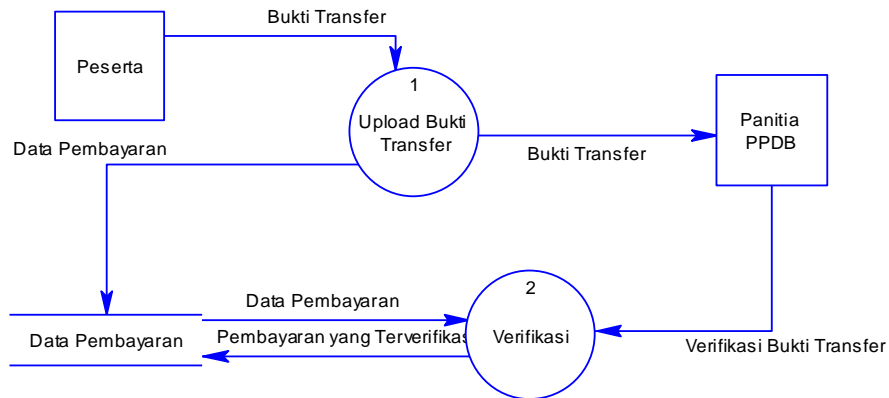 Bukti Transfer
Peserta
1
Upload Bukti
Transfer
Panitia
PPDB
Data Pembayaran
Bukti Transfer
2
Data Pembayaran
Data Pembayaran
Pembayaran yang Terverifikas
Verifikasi
Verifikasi Bukti Transfer